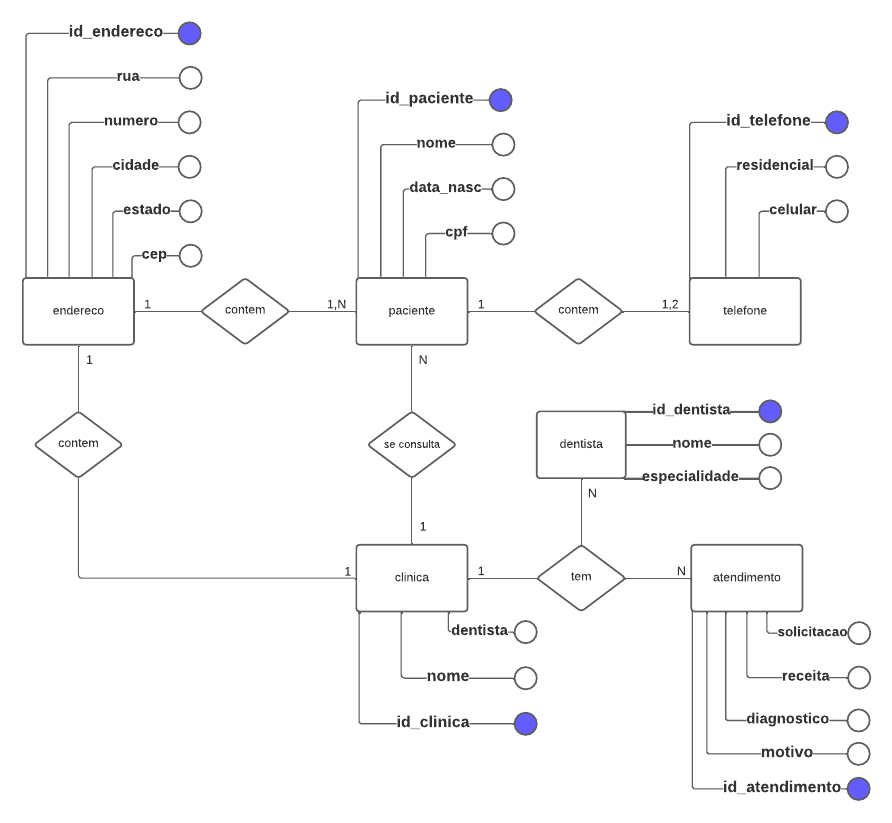 id_endereco
rua
numero
cidade
estado
cep
id_paciente
nome
data_nasc
cpf
id_telefone
residencial
celular
endereco
1
contem
1,N
paciente
1
contem
1,2
telefone
1
contem
N
se consulta
1
dentista
id_dentista
nome
especialidade
N
1
clinica
1
tem
N
atendimento
dentista
nome
id_clinica
solicitacao
receita
diagnostico
motivo
id_atendimento